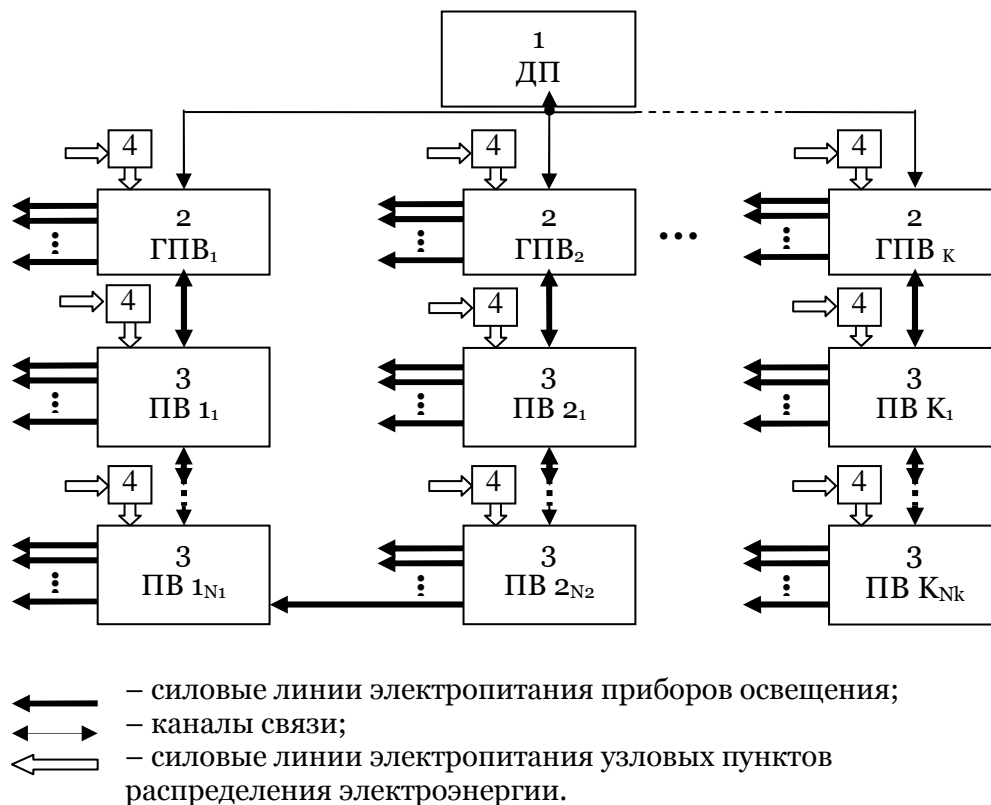 1
ДП
4
4
4
2
ГПВ₁
2
ГПВ₂
...
2
ГПВ K
4
4
4
3
ПВ 1₁
3
ПВ 2₁
3
ПВ K₁
4
4
4
3
ПВ 1N1
3
ПВ 2N2
3
ПВ KNk
– силовые линии электропитания приборов освещения;
– каналы связи;
– силовые линии электропитания узловых пунктов
распределения электроэнергии.